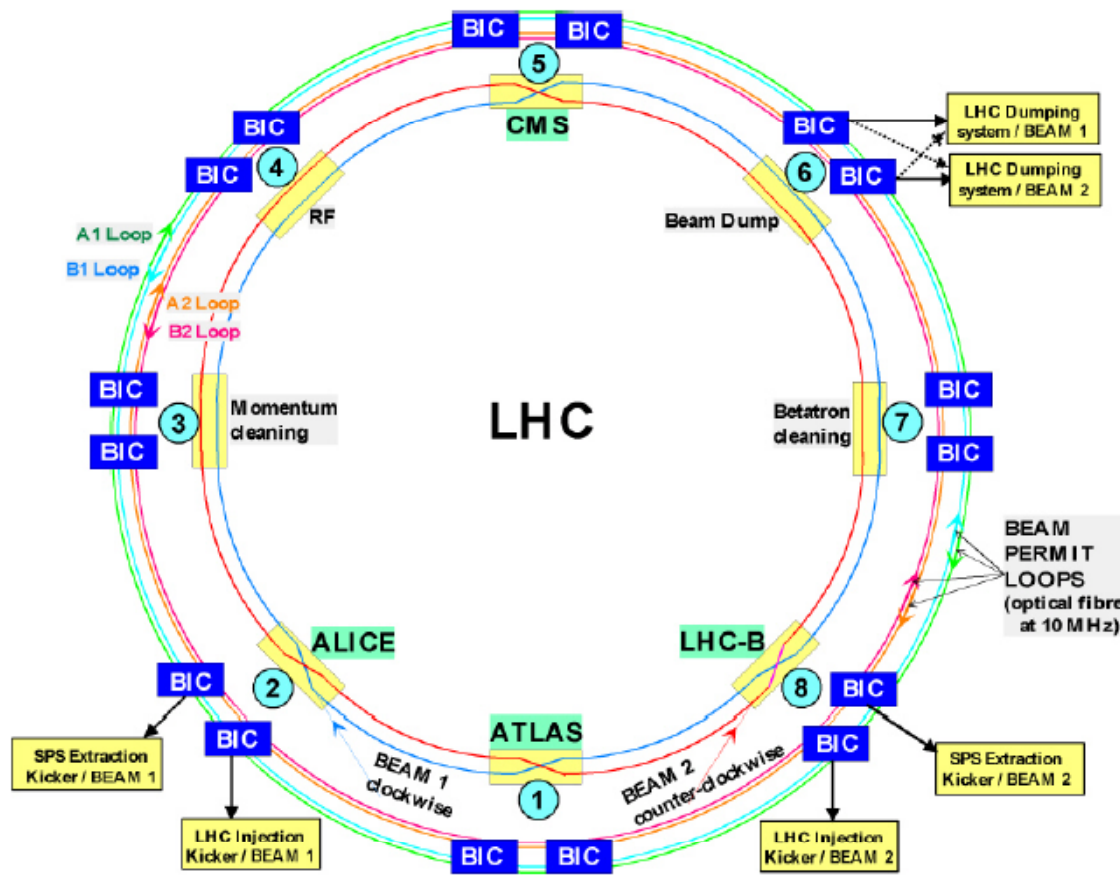 BIC
BIC
5
CMS
BIC
BIC
4
RF
BIC
BIC
6
Beam Dump
LHC Dumping
system / BEAM 1
LHC Dumping
system / BEAM 2
A1 Loop
B1 Loop
A2 Loop
B2 Loop
BIC
BIC
3
Momentum
cleaning
LHC
Betatron
cleaning
7
BIC
BIC
BEAM
PERMIT
LOOPS
(optical fibre
at 10 MHz)
ALICE
2
BIC
BIC
LHC-B
8
BIC
BIC
ATLAS
1
BEAM 1
clockwise
BEAM 2
counter-clockwise
SPS Extraction
Kicker / BEAM 1
LHC Injection
Kicker / BEAM 1
SPS Extraction
Kicker / BEAM 2
LHC Injection
Kicker / BEAM 2
BIC
BIC